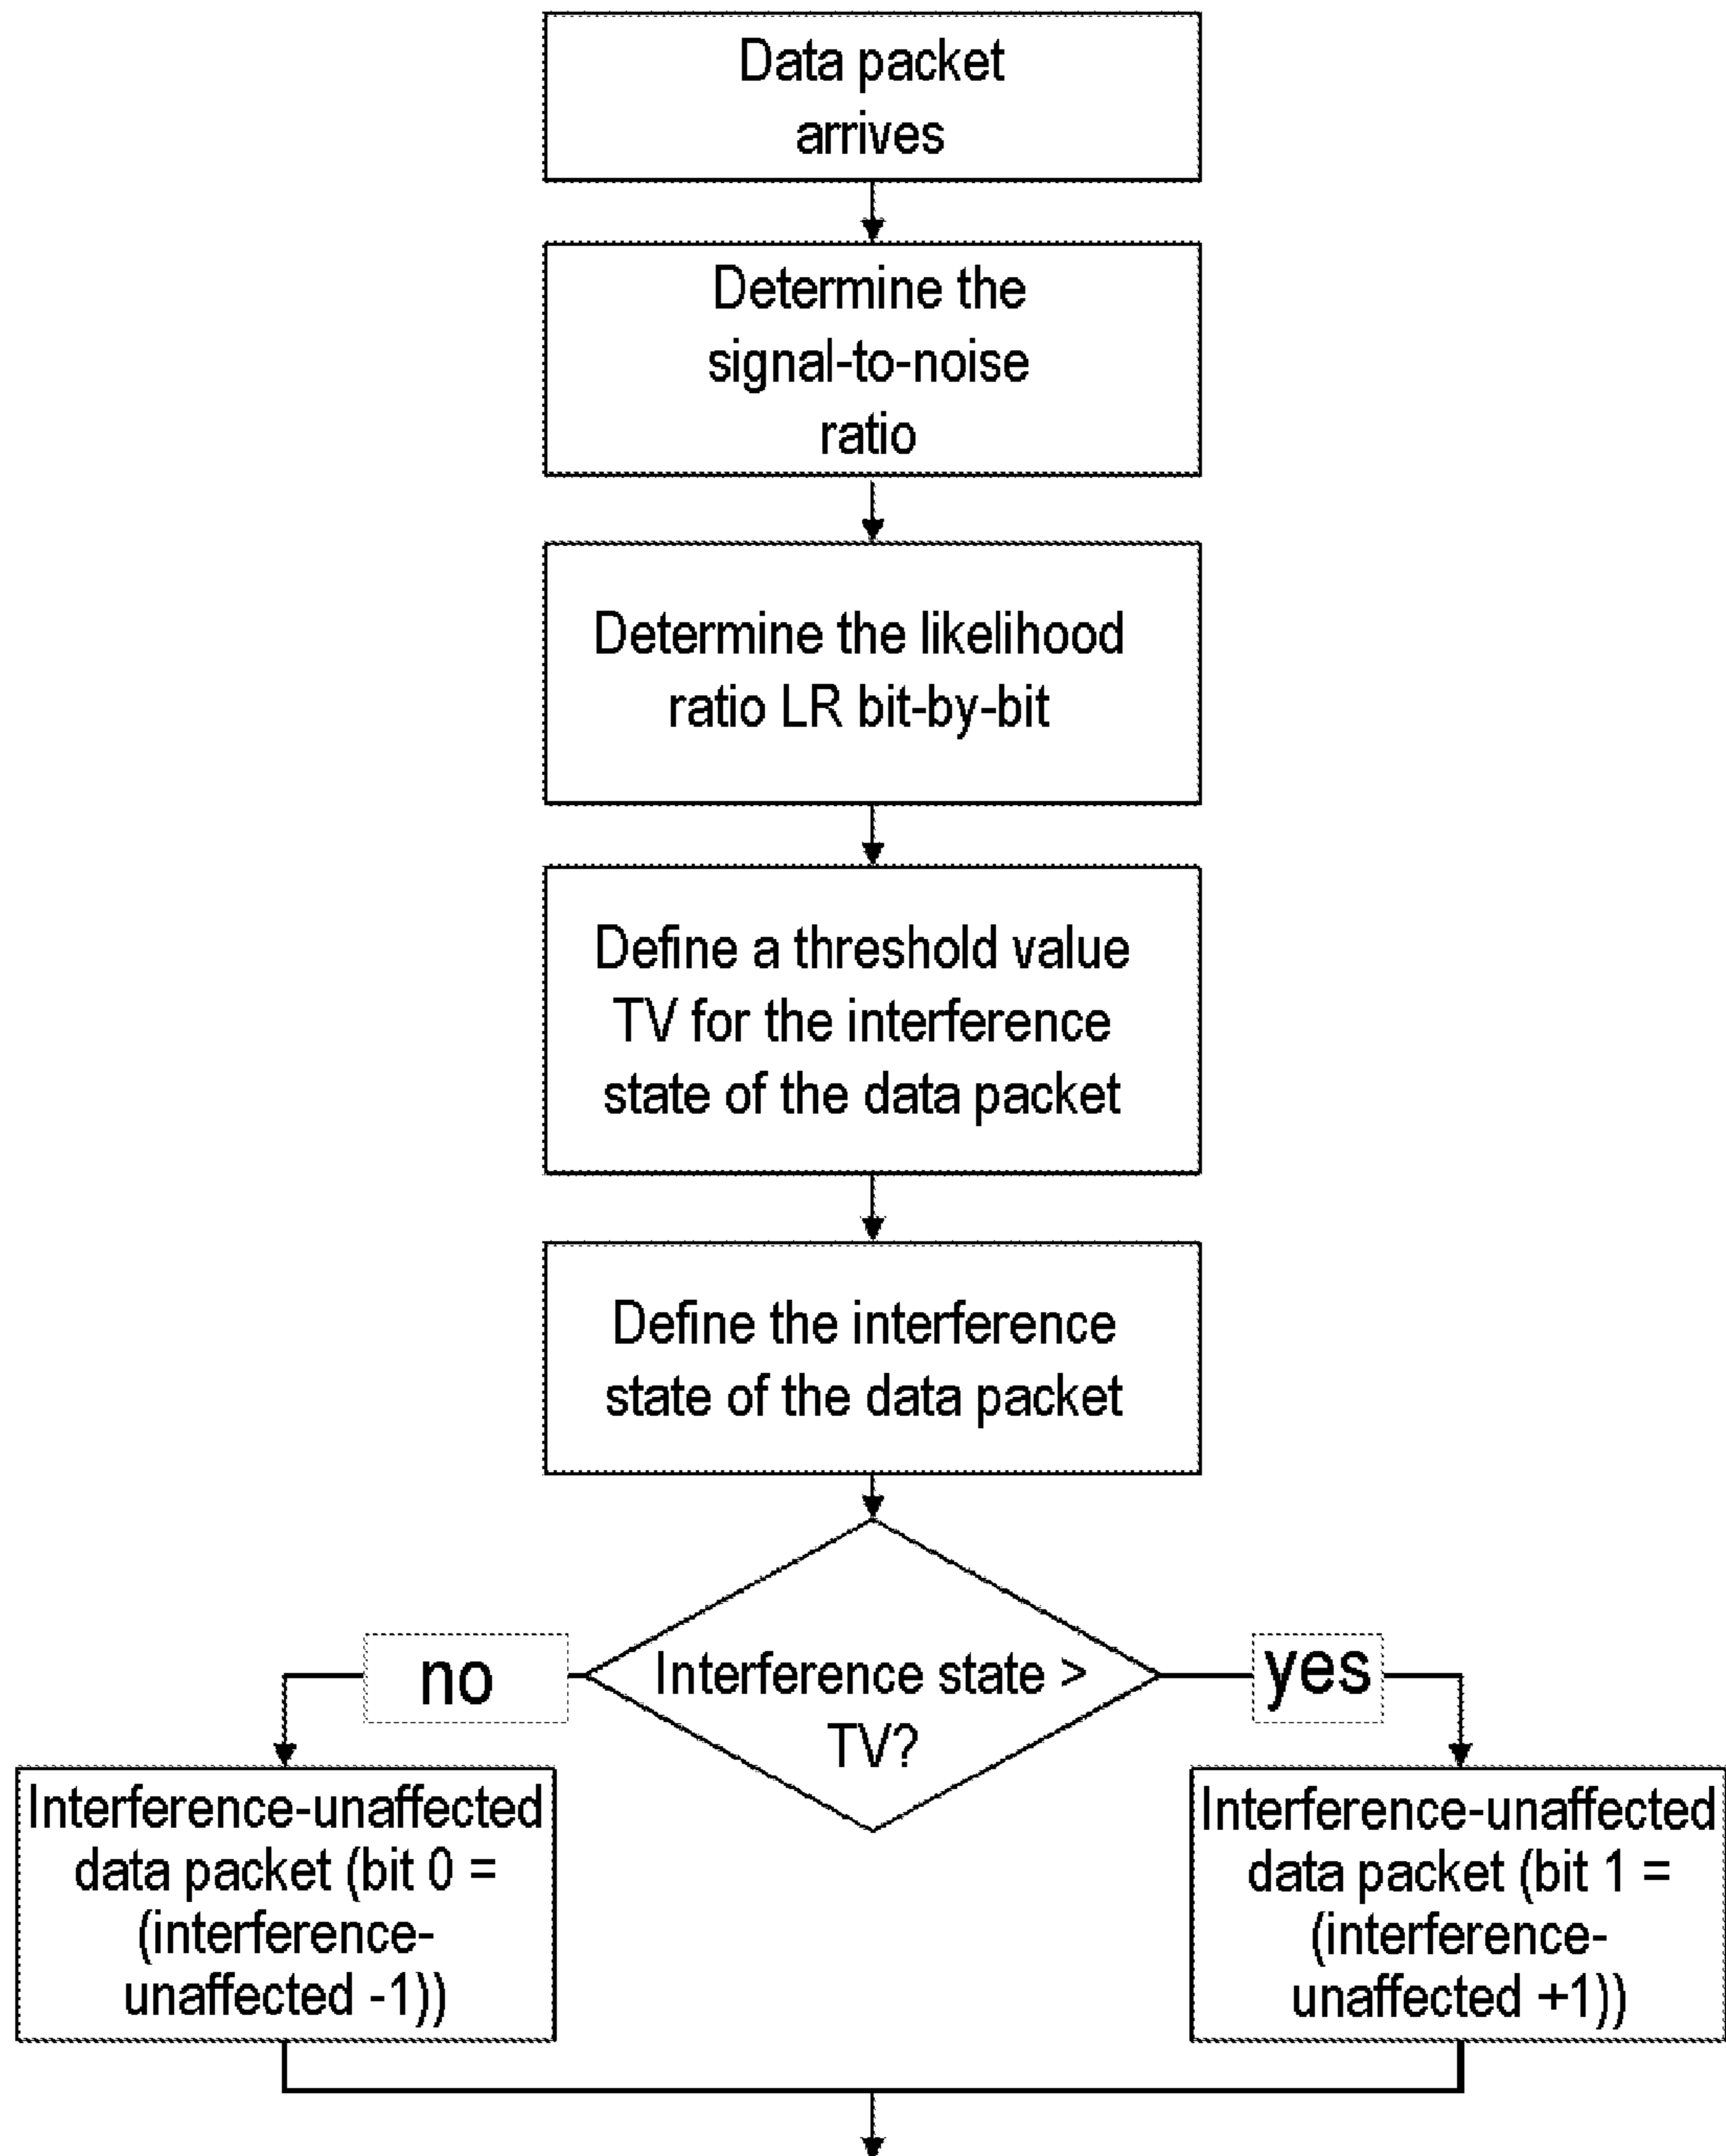 Data packet
arrives
Determine the
signal-to-noise
ratio
Determine the likelihood
ratio LR bit-by-bit
Define a threshold value
TV for the interference
state of the data packet
Define the interference
state of the data packet
Interference state >
TV?
no
yes
Interference-unaffected
data packet (bit 0 =
(interference-
unaffected -1))
Interference-unaffected
data packet (bit 1 =
(interference-
unaffected +1))